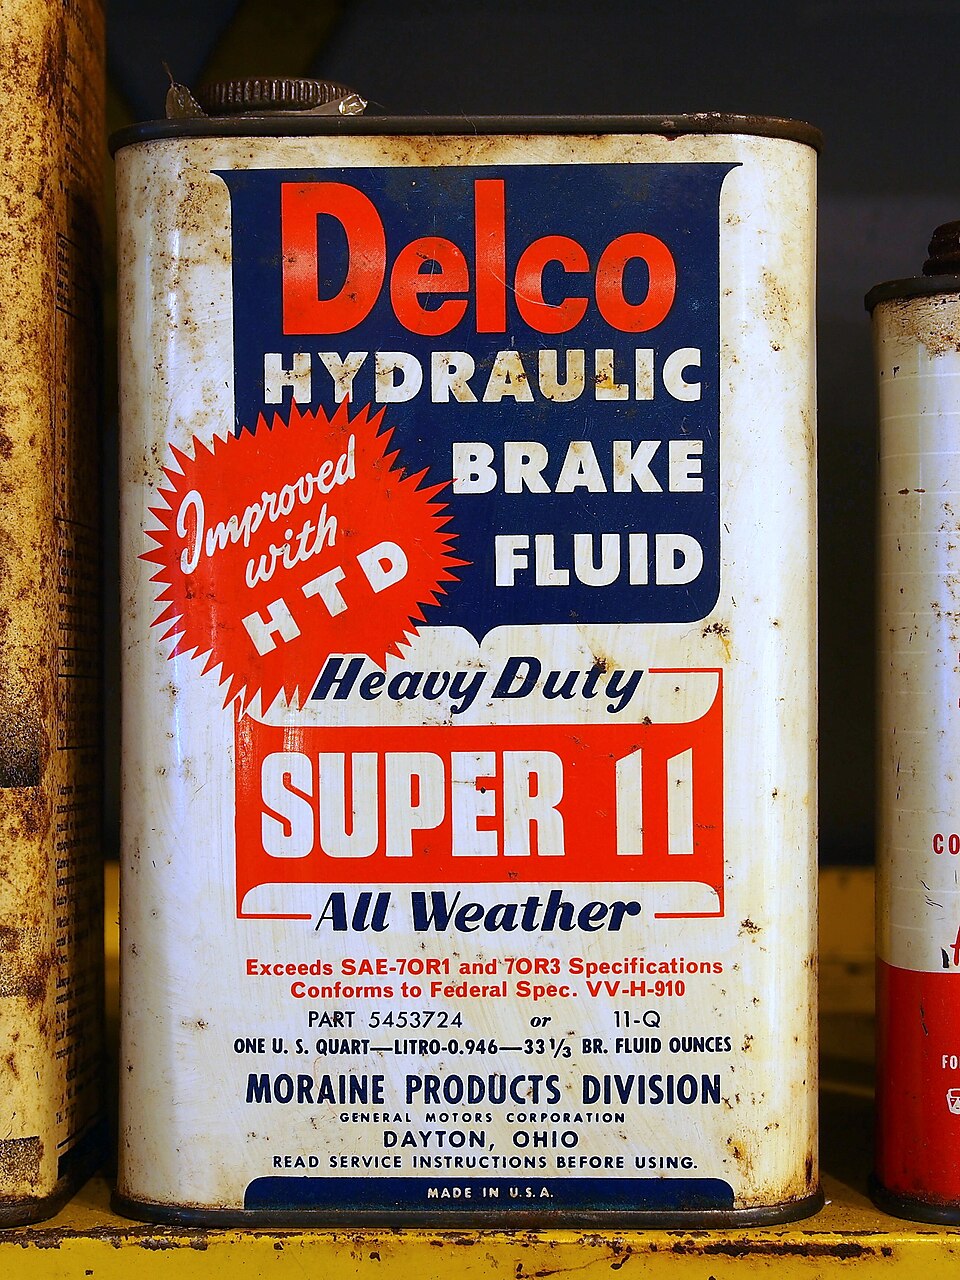 Delco
HYDRAULIC
BRAKE
FLUID
Improved
with
HTD
Heavy Duty
SUPER 11
All Weather
Exceeds SAE-70R1 and 70R3 Specifications
Conforms to Federal Spec. VV-H-910
PART 5453724 or 11-Q
ONE U. S. QUART—LITRO-0.946—33 1/3 BR. FLUID OUNCES
MORAINE PRODUCTS DIVISION
GENERAL MOTORS CORPORATION
DAYTON, OHIO
READ SERVICE INSTRUCTIONS BEFORE USING.
MADE IN U.S.A.
CO
FO